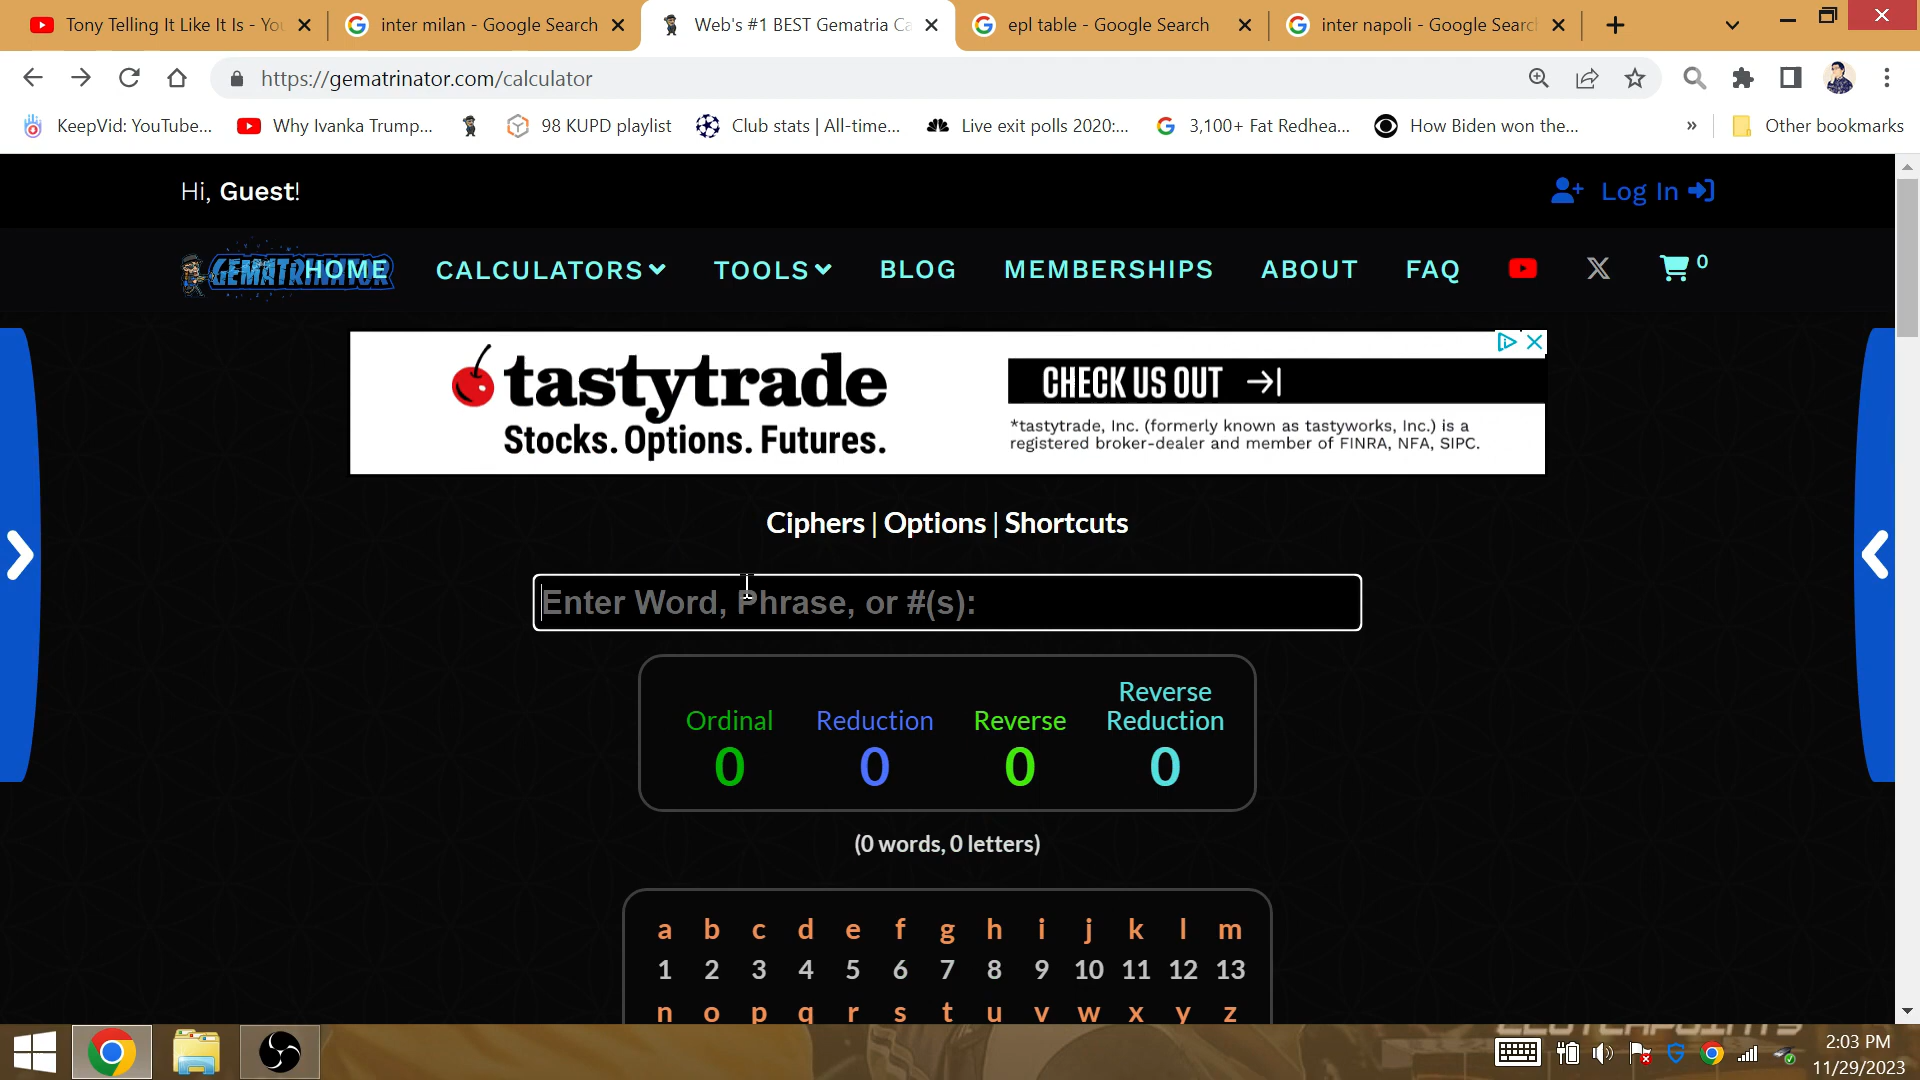 Tony Telling It Like It Is - You
inter milan - Google Search
Web's #1 BEST Gematria Ca
epl table - Google Search
inter napoli - Google Search
https://gematrinator.com/calculator
KeepVid: YouTube...
Why Ivanka Trump...
98 KUPD playlist
Club stats | All-time...
Live exit polls 2020:...
3,100+ Fat Redhea...
How Biden won the...
»
Other bookmarks
Hi, Guest!
Log In
GEMATRINATOR
HOME
CALCULATORS
TOOLS
BLOG
MEMBERSHIPS
ABOUT
FAQ
0
tastytrade
Stocks. Options. Futures.
CHECK US OUT
*tastytrade, Inc. (formerly known as tastyworks, Inc.) is a
registered broker-dealer and member of FINRA, NFA, SIPC.
Ciphers | Options | Shortcuts
Enter Word, Phrase, or #(s):
Ordinal Reduction Reverse Reverse Reduction
0 0 0 0
(0 words, 0 letters)
a b c d e f g h i j k l m
1 2 3 4 5 6 7 8 9 10 11 12 13
n o p q r s t u v w x y z
CLUTCHPOINTS
2:03 PM
11/29/2023